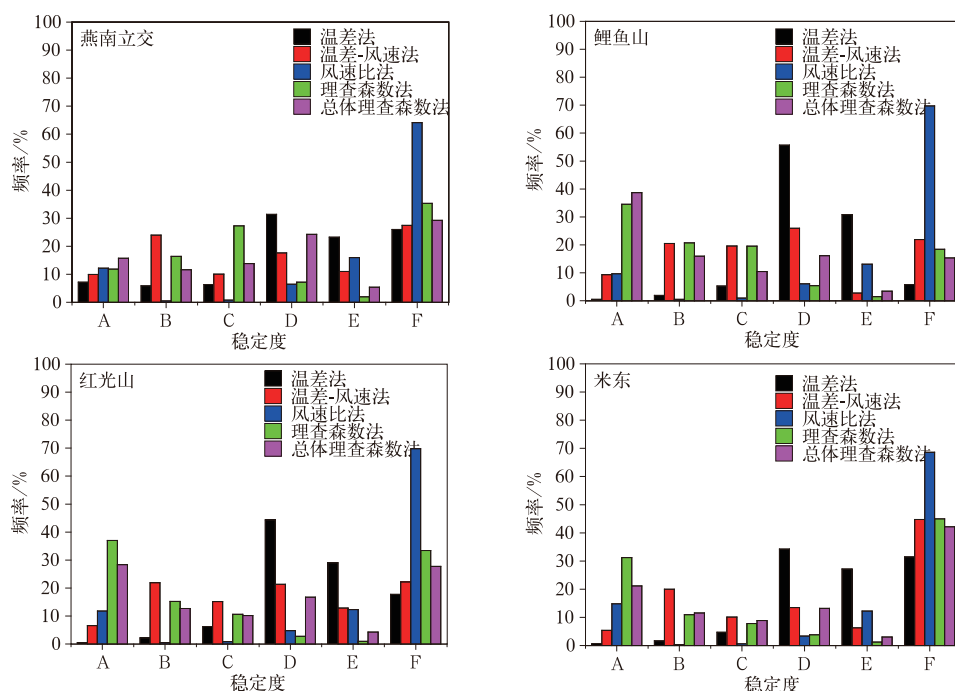 燕南立交
温差法
温差-风速法
风速比法
理查森数法
总体理查森数法
频率/%
100
90
80
70
60
50
40
30
20
10
0
A B C D E F
稳定度
鲤鱼山
温差法
温差-风速法
风速比法
理查森数法
总体理查森数法
频率/%
100
90
80
70
60
50
40
30
20
10
0
A B C D E F
稳定度
红光山
温差法
温差-风速法
风速比法
理查森数法
总体理查森数法
频率/%
100
90
80
70
60
50
40
30
20
10
0
A B C D E F
稳定度
米东
温差法
温差-风速法
风速比法
理查森数法
总体理查森数法
频率/%
100
90
80
70
60
50
40
30
20
10
0
A B C D E F
稳定度